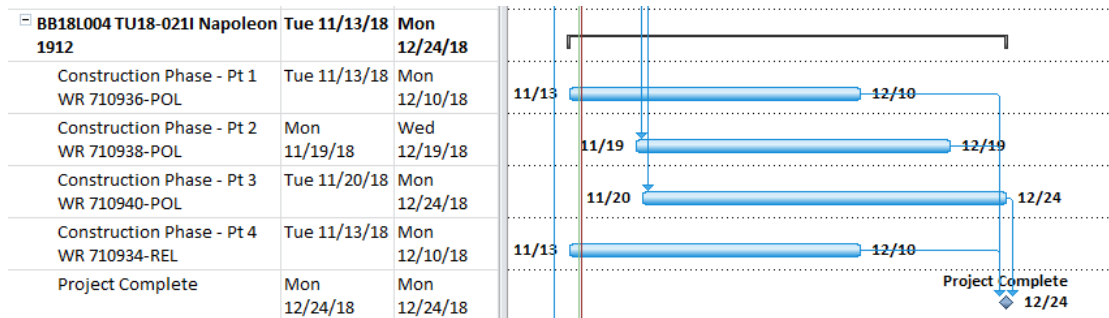 BB18L004 TU18-021I Napoleon Tue 11/13/18 Mon
1912 12/24/18
Construction Phase - Pt 1 Tue 11/13/18 Mon
WR 710936-POL 12/10/18
11/13 12/10
Construction Phase - Pt 2 Mon Wed
WR 710938-POL 11/19/18 12/19/18
11/19 12/19
Construction Phase - Pt 3 Tue 11/20/18 Mon
WR 710940-POL 12/24/18
11/20 12/24
Construction Phase - Pt 4 Tue 11/13/18 Mon
WR 710934-REL 12/10/18
11/13 12/10
Project Complete Mon Mon
12/24/18 12/24/18
Project Complete
12/24